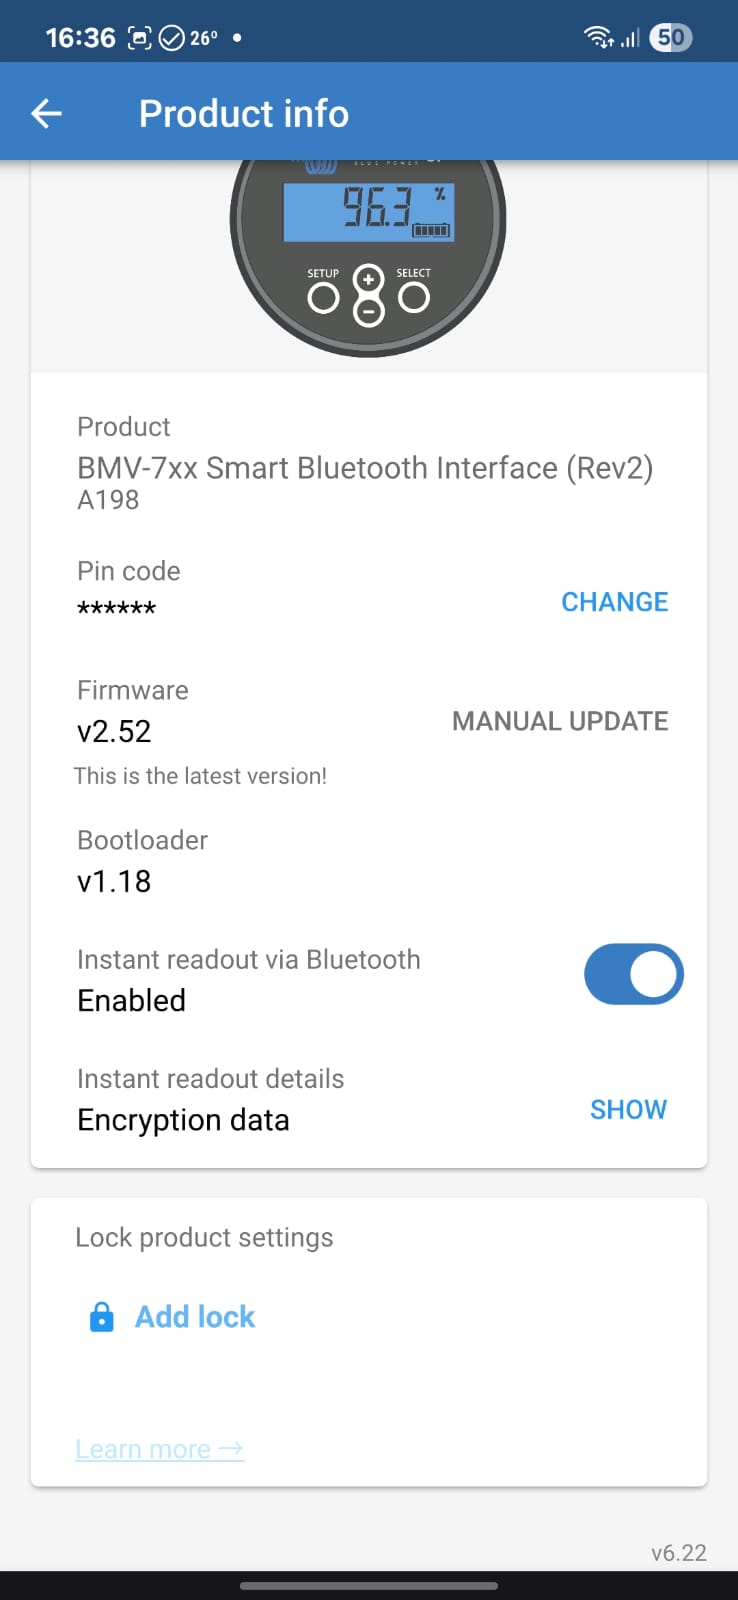 16:36 26° 50
Product info
BLUE POWER
96.3 %
SETUP + SELECT
−
Product
BMV-7xx Smart Bluetooth Interface (Rev2)
A198
Pin code
******
CHANGE
Firmware
v2.52
MANUAL UPDATE
This is the latest version!
Bootloader
v1.18
Instant readout via Bluetooth
Enabled
Instant readout details
Encryption data
SHOW
Lock product settings
Add lock
Learn more →
v6.22